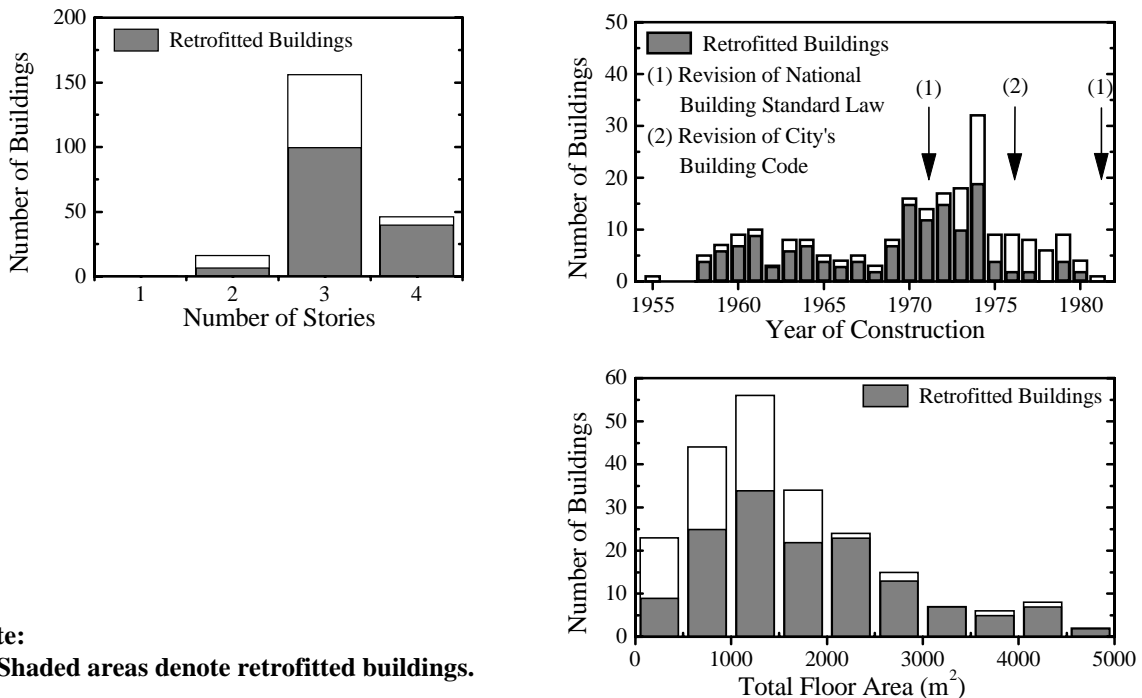 200
150
100
50
0
Number of Buildings
Retrofitted Buildings
1 2 3 4
Number of Stories
50
40
30
20
10
0
Number of Buildings
Retrofitted Buildings
(1) Revision of National
Building Standard Law
(2) Revision of City's
Building Code
(1) (2) (1)
1955 1960 1965 1970 1975 1980
Year of Construction
60
50
40
30
20
10
0
Number of Buildings
Retrofitted Buildings
0 1000 2000 3000 4000 5000
Total Floor Area (m²)
te:
Shaded areas denote retrofitted buildings.